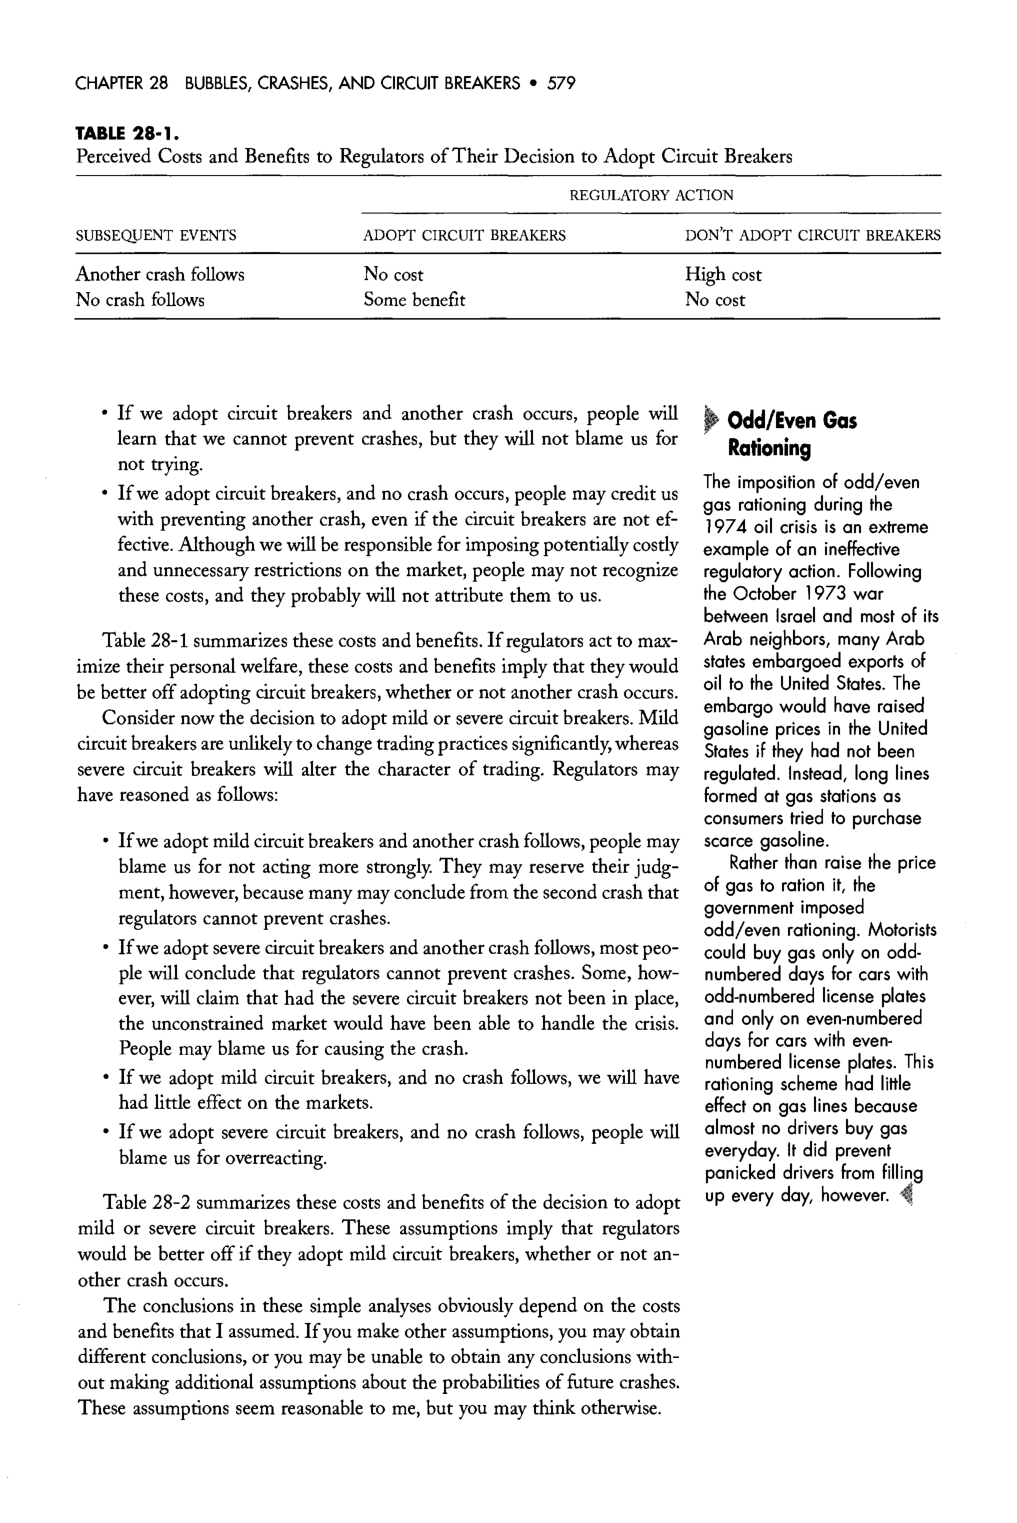 CHAPTER 28 BUBBLES, CRASHES, AND CIRCUIT BREAKERS • 579
TABLE 28-1.
Perceived Costs and Benefits to Regulators of Their Decision to Adopt Circuit Breakers
REGULATORY ACTION
SUBSEQUENT EVENTS ADOPT CIRCUIT BREAKERS DON'T ADOPT CIRCUIT BREAKERS
Another crash follows No cost High cost
No crash follows Some benefit No cost
• If we adopt circuit breakers and another crash occurs, people will
learn that we cannot prevent crashes, but they will not blame us for
not trying.
• If we adopt circuit breakers, and no crash occurs, people may credit us
with preventing another crash, even if the circuit breakers are not ef-
fective. Although we will be responsible for imposing potentially costly
and unnecessary restrictions on the market, people may not recognize
these costs, and they probably will not attribute them to us.
Table 28-1 summarizes these costs and benefits. If regulators act to max-
imize their personal welfare, these costs and benefits imply that they would
be better off adopting circuit breakers, whether or not another crash occurs.
Consider now the decision to adopt mild or severe circuit breakers. Mild
circuit breakers are unlikely to change trading practices significantly, whereas
severe circuit breakers will alter the character of trading. Regulators may
have reasoned as follows:
• If we adopt mild circuit breakers and another crash follows, people may
blame us for not acting more strongly. They may reserve their judg-
ment, however, because many may conclude from the second crash that
regulators cannot prevent crashes.
• If we adopt severe circuit breakers and another crash follows, most peo-
ple will conclude that regulators cannot prevent crashes. Some, how-
ever, will claim that had the severe circuit breakers not been in place,
the unconstrained market would have been able to handle the crisis.
People may blame us for causing the crash.
• If we adopt mild circuit breakers, and no crash follows, we will have
had little effect on the markets.
• If we adopt severe circuit breakers, and no crash follows, people will
blame us for overreacting.
Table 28-2 summarizes these costs and benefits of the decision to adopt
mild or severe circuit breakers. These assumptions imply that regulators
would be better off if they adopt mild circuit breakers, whether or not an-
other crash occurs.
The conclusions in these simple analyses obviously depend on the costs
and benefits that I assumed. If you make other assumptions, you may obtain
different conclusions, or you may be unable to obtain any conclusions with-
out making additional assumptions about the probabilities of future crashes.
These assumptions seem reasonable to me, but you may think otherwise.
Odd/Even Gas
Rationing
The imposition of odd/even
gas rationing during the
1974 oil crisis is an extreme
example of an ineffective
regulatory action. Following
the October 1973 war
between Israel and most of its
Arab neighbors, many Arab
states embargoed exports of
oil to the United States. The
embargo would have raised
gasoline prices in the United
States if they had not been
regulated. Instead, long lines
formed at gas stations as
consumers tried to purchase
scarce gasoline.
Rather than raise the price
of gas to ration it, the
government imposed
odd/even rationing. Motorists
could buy gas only on odd-
numbered days for cars with
odd-numbered license plates
and only on even-numbered
days for cars with even-
numbered license plates. This
rationing scheme had little
effect on gas lines because
almost no drivers buy gas
everyday. It did prevent
panicked drivers from filling
up every day, however.